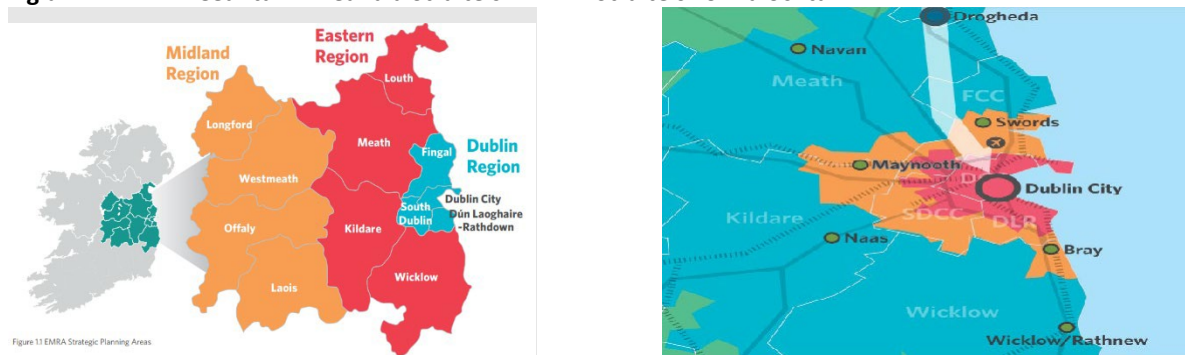 Eastern
Region
Midland
Region
Louth
Longford
Meath
Fingal
Dublin
Region
Westmeath
Dublin City
South
Dublin
Dún Laoghaire
-Rathdown
Offaly
Kildare
Laois
Wicklow
Figure 1.1 EMRA Strategic Planning Areas
Drogheda
Navan
Meath
FCC
Swords
Maynooth
Dublin City
Kildare
SDCC
DLR
Naas
Bray
Wicklow
Wicklow/Rathnew